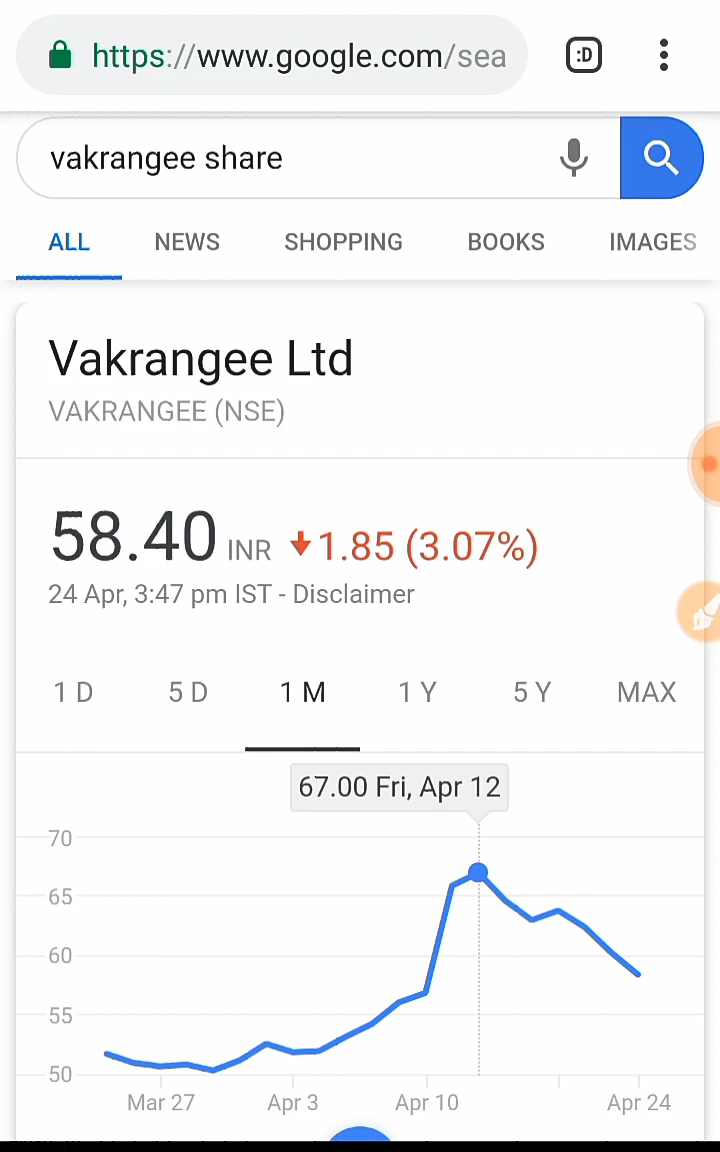 https://www.google.com/sea
:D
vakrangee share
ALL NEWS SHOPPING BOOKS IMAGES
Vakrangee Ltd
VAKRANGEE (NSE)
58.40 INR ↓1.85 (3.07%)
24 Apr, 3:47 pm IST - Disclaimer
1 D 5 D 1 M 1 Y 5 Y MAX
67.00 Fri, Apr 12
70
65
60
55
50
Mar 27 Apr 3 Apr 10 Apr 24